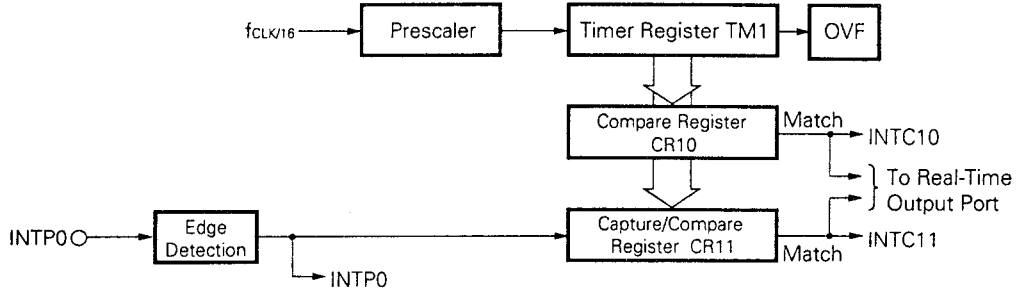 fCLK/16
Prescaler
Timer Register TM1
OVF
Compare Register
CR10
Match
INTC10
To Real-Time
Output Port
INTP0
Edge
Detection
Capture/Compare
Register CR11
Match
INTC11
INTP0